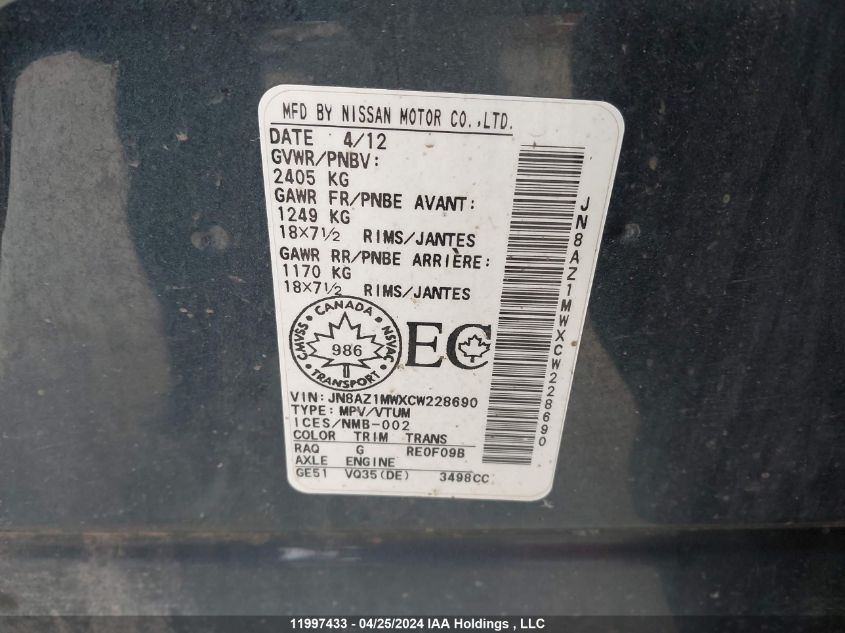 MFD BY NISSAN MOTOR CO.,LTD.
DATE 4/12
GVWR/PNBV:
2405 KG
GAWR FR/PNBE AVANT:
1249 KG
18×7½ RIMS/JANTES
GAWR RR/PNBE ARRIÈRE:
1170 KG
18×7½ RIMS/JANTES
CANADA
CMVSS NSVAC
986
TRANSPORT
EC
VIN: JN8AZ1MWXCW228690
TYPE: MPV/VTUM
ICES/NMB-002
COLOR TRIM TRANS
RAQ G RE0F09B
AXLE ENGINE
GE51 VQ35(DE) 3498CC
JN8AZ1MWXCW228690
11997433 - 04/25/2024 IAA Holdings , LLC